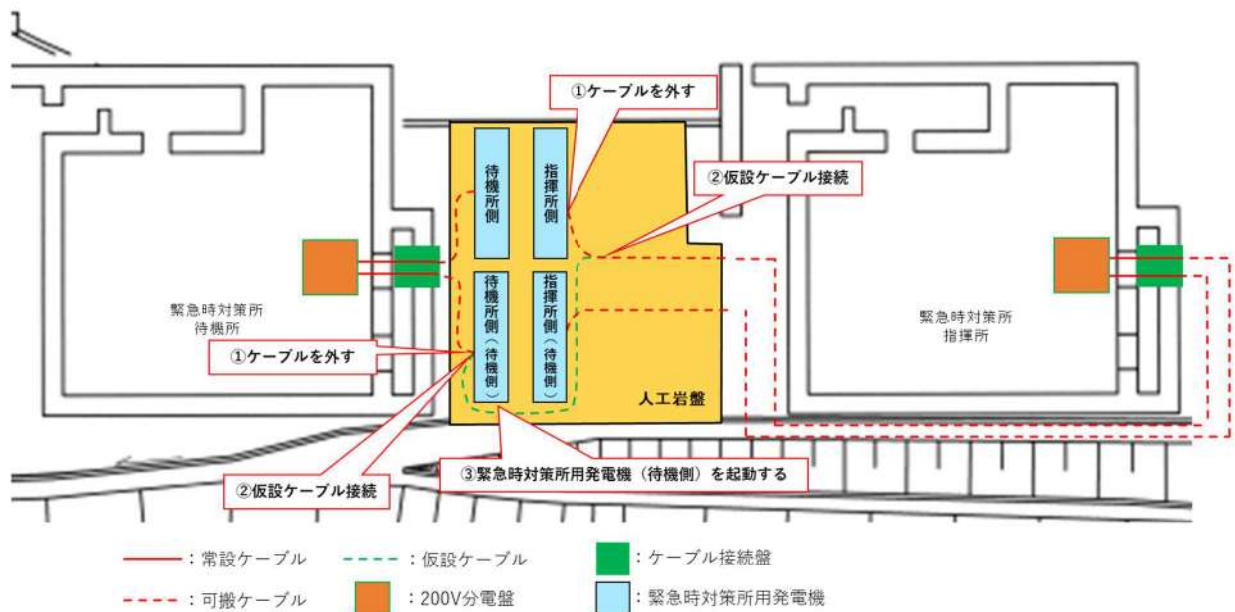 ①ケーブルを外す
②仮設ケーブル接続
待機所側
指揮所側
緊急時対策所
待機所
緊急時対策所
指揮所
①ケーブルを外す
待機所側（待機側）
指揮所側（待機側）
人工岩盤
②仮設ケーブル接続
③緊急時対策所用発電機（待機側）を起動する
：常設ケーブル
：仮設ケーブル
：ケーブル接続盤
：可搬ケーブル
：200V分電盤
：緊急時対策所用発電機